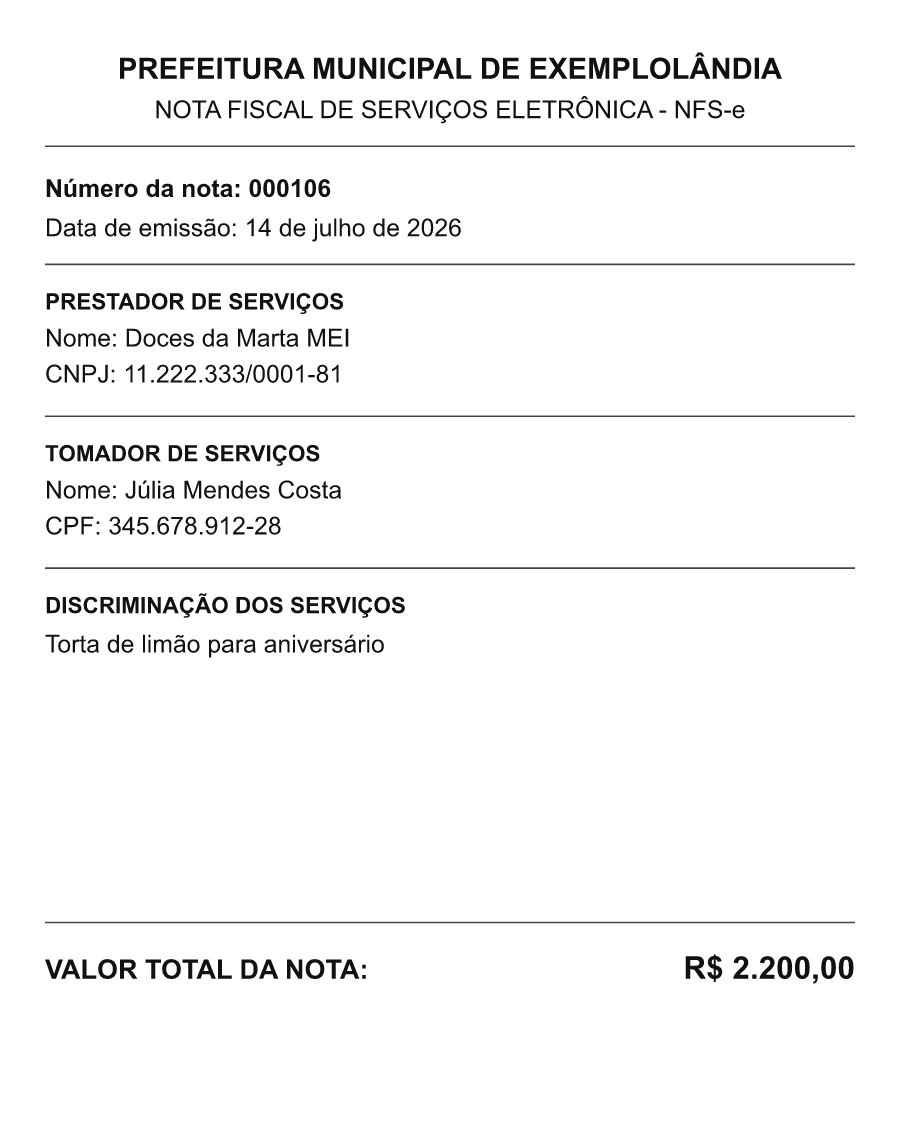 PREFEITURA MUNICIPAL DE EXEMPLOLÂNDIA
NOTA FISCAL DE SERVIÇOS ELETRÔNICA - NFS-e
Número da nota: 000106
Data de emissão: 14 de julho de 2026
PRESTADOR DE SERVIÇOS
Nome: Doces da Marta MEI
CNPJ: 11.222.333/0001-81
TOMADOR DE SERVIÇOS
Nome: Júlia Mendes Costa
CPF: 345.678.912-28
DISCRIMINAÇÃO DOS SERVIÇOS
Torta de limão para aniversário
VALOR TOTAL DA NOTA: R$ 2.200,00